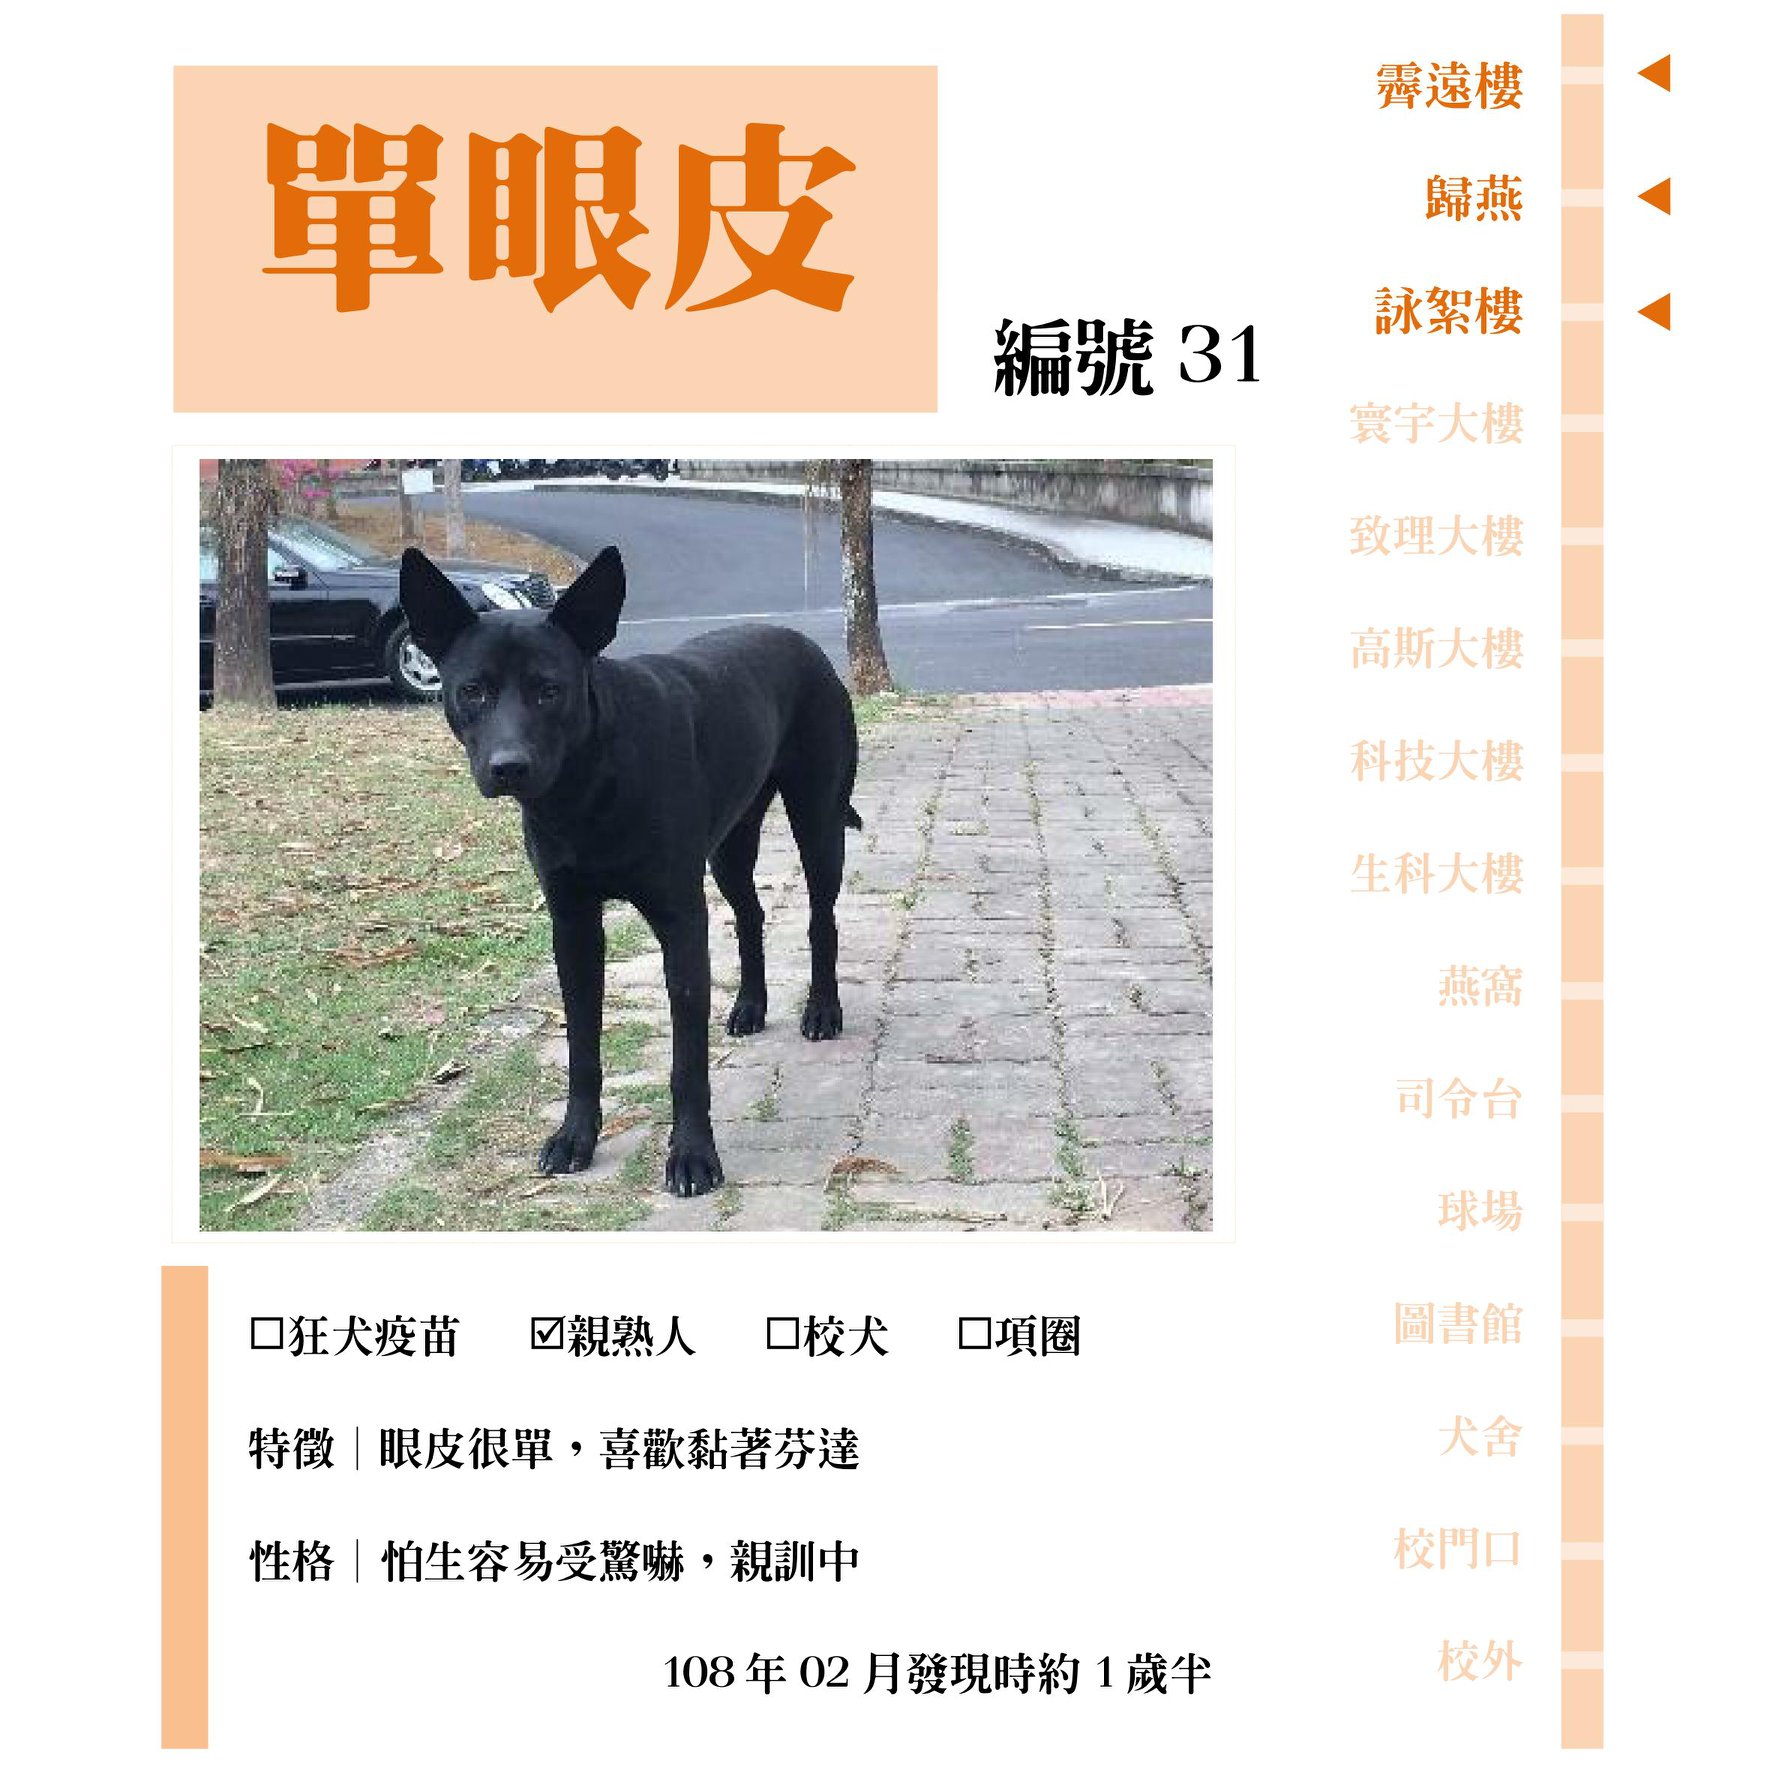 單眼皮
編號 31
霽遠樓
歸燕
詠絮樓
寰宇大樓
致理大樓
高斯大樓
科技大樓
生科大樓
燕窩
司令台
球場
圖書館
犬舍
校門口
校外
☐狂犬疫苗 ☑親熟人 ☐校犬 ☐項圈
特徵｜眼皮很單，喜歡黏著芬達
性格｜怕生容易受驚嚇，親訓中
108 年 02 月發現時約 1 歲半